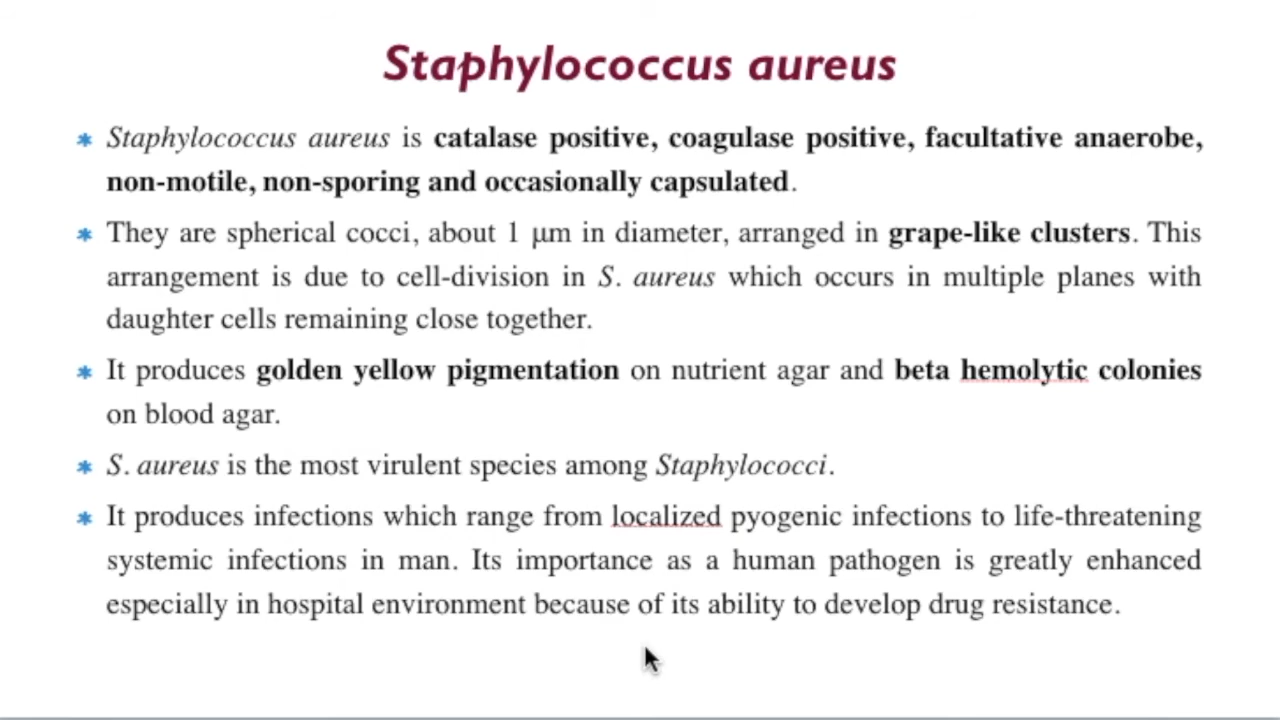 Staphylococcus aureus
* Staphylococcus aureus is catalase positive, coagulase positive, facultative anaerobe,
non-motile, non-sporing and occasionally capsulated.
* They are spherical cocci, about 1 μm in diameter, arranged in grape-like clusters. This
arrangement is due to cell-division in S. aureus which occurs in multiple planes with
daughter cells remaining close together.
* It produces golden yellow pigmentation on nutrient agar and beta hemolytic colonies
on blood agar.
* S. aureus is the most virulent species among Staphylococci.
* It produces infections which range from localized pyogenic infections to life-threatening
systemic infections in man. Its importance as a human pathogen is greatly enhanced
especially in hospital environment because of its ability to develop drug resistance.